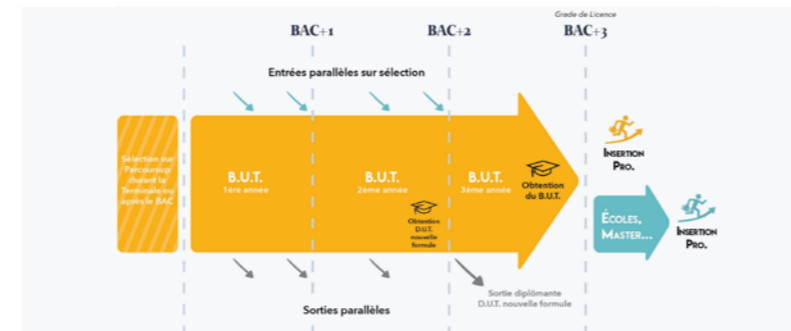 Grade de Licence
BAC+1
BAC+2
BAC+3
Entrées parallèles sur sélection
Sélection sur
Parcoursup
durant la
Terminale ou
après le BAC
B.U.T.
1ère année
B.U.T.
2ème année
B.U.T.
3ème année
Obtention
du B.U.T.
Obtention
D.U.T.
nouvelle
formule
INSERTION
PRO.
ÉCOLES,
MASTER...
INSERTION
PRO.
Sortie diplômante
D.U.T. nouvelle formule
Sorties parallèles